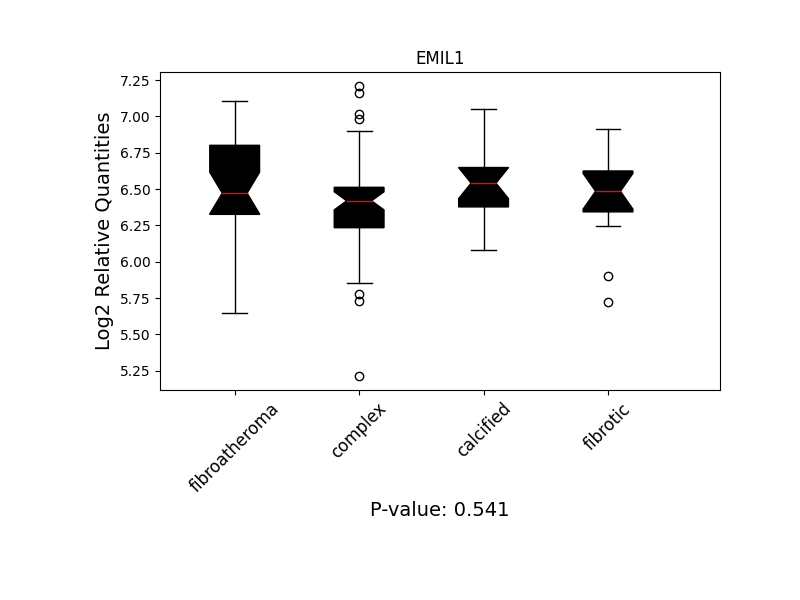 EMIL1
Log2 Relative Quantities
7.25
7.00
6.75
6.50
6.25
6.00
5.75
5.50
5.25
fibroatheroma
complex
calcified
fibrotic
P-value: 0.541